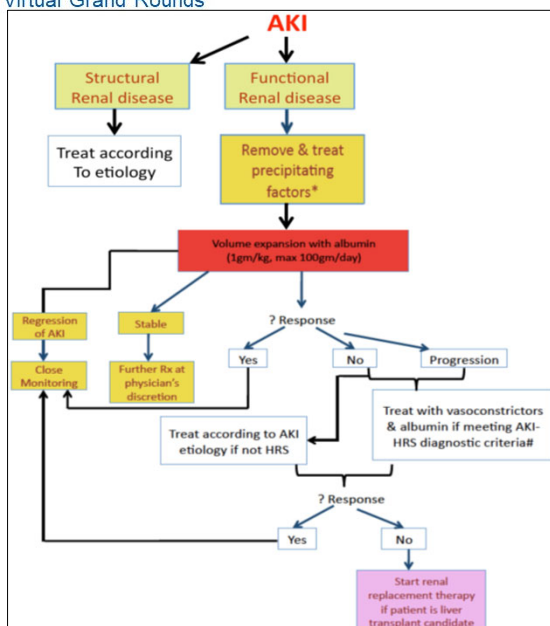 Virtual Grand Rounds
AKI
Structural
Renal disease
Functional
Renal disease
Treat according
To etiology
Remove & treat
precipitating
factors*
Volume expansion with albumin
(1gm/kg, max 100gm/day)
Regression
of AKI
Stable
? Response
Close
Monitoring
Further Rx at
physician's
discretion
Yes
No
Progression
Treat according to AKI
etiology if not HRS
Treat with vasoconstrictors
& albumin if meeting AKI-
HRS diagnostic criteria#
? Response
Yes
No
Start renal
replacement therapy
if patient is liver
transplant candidate